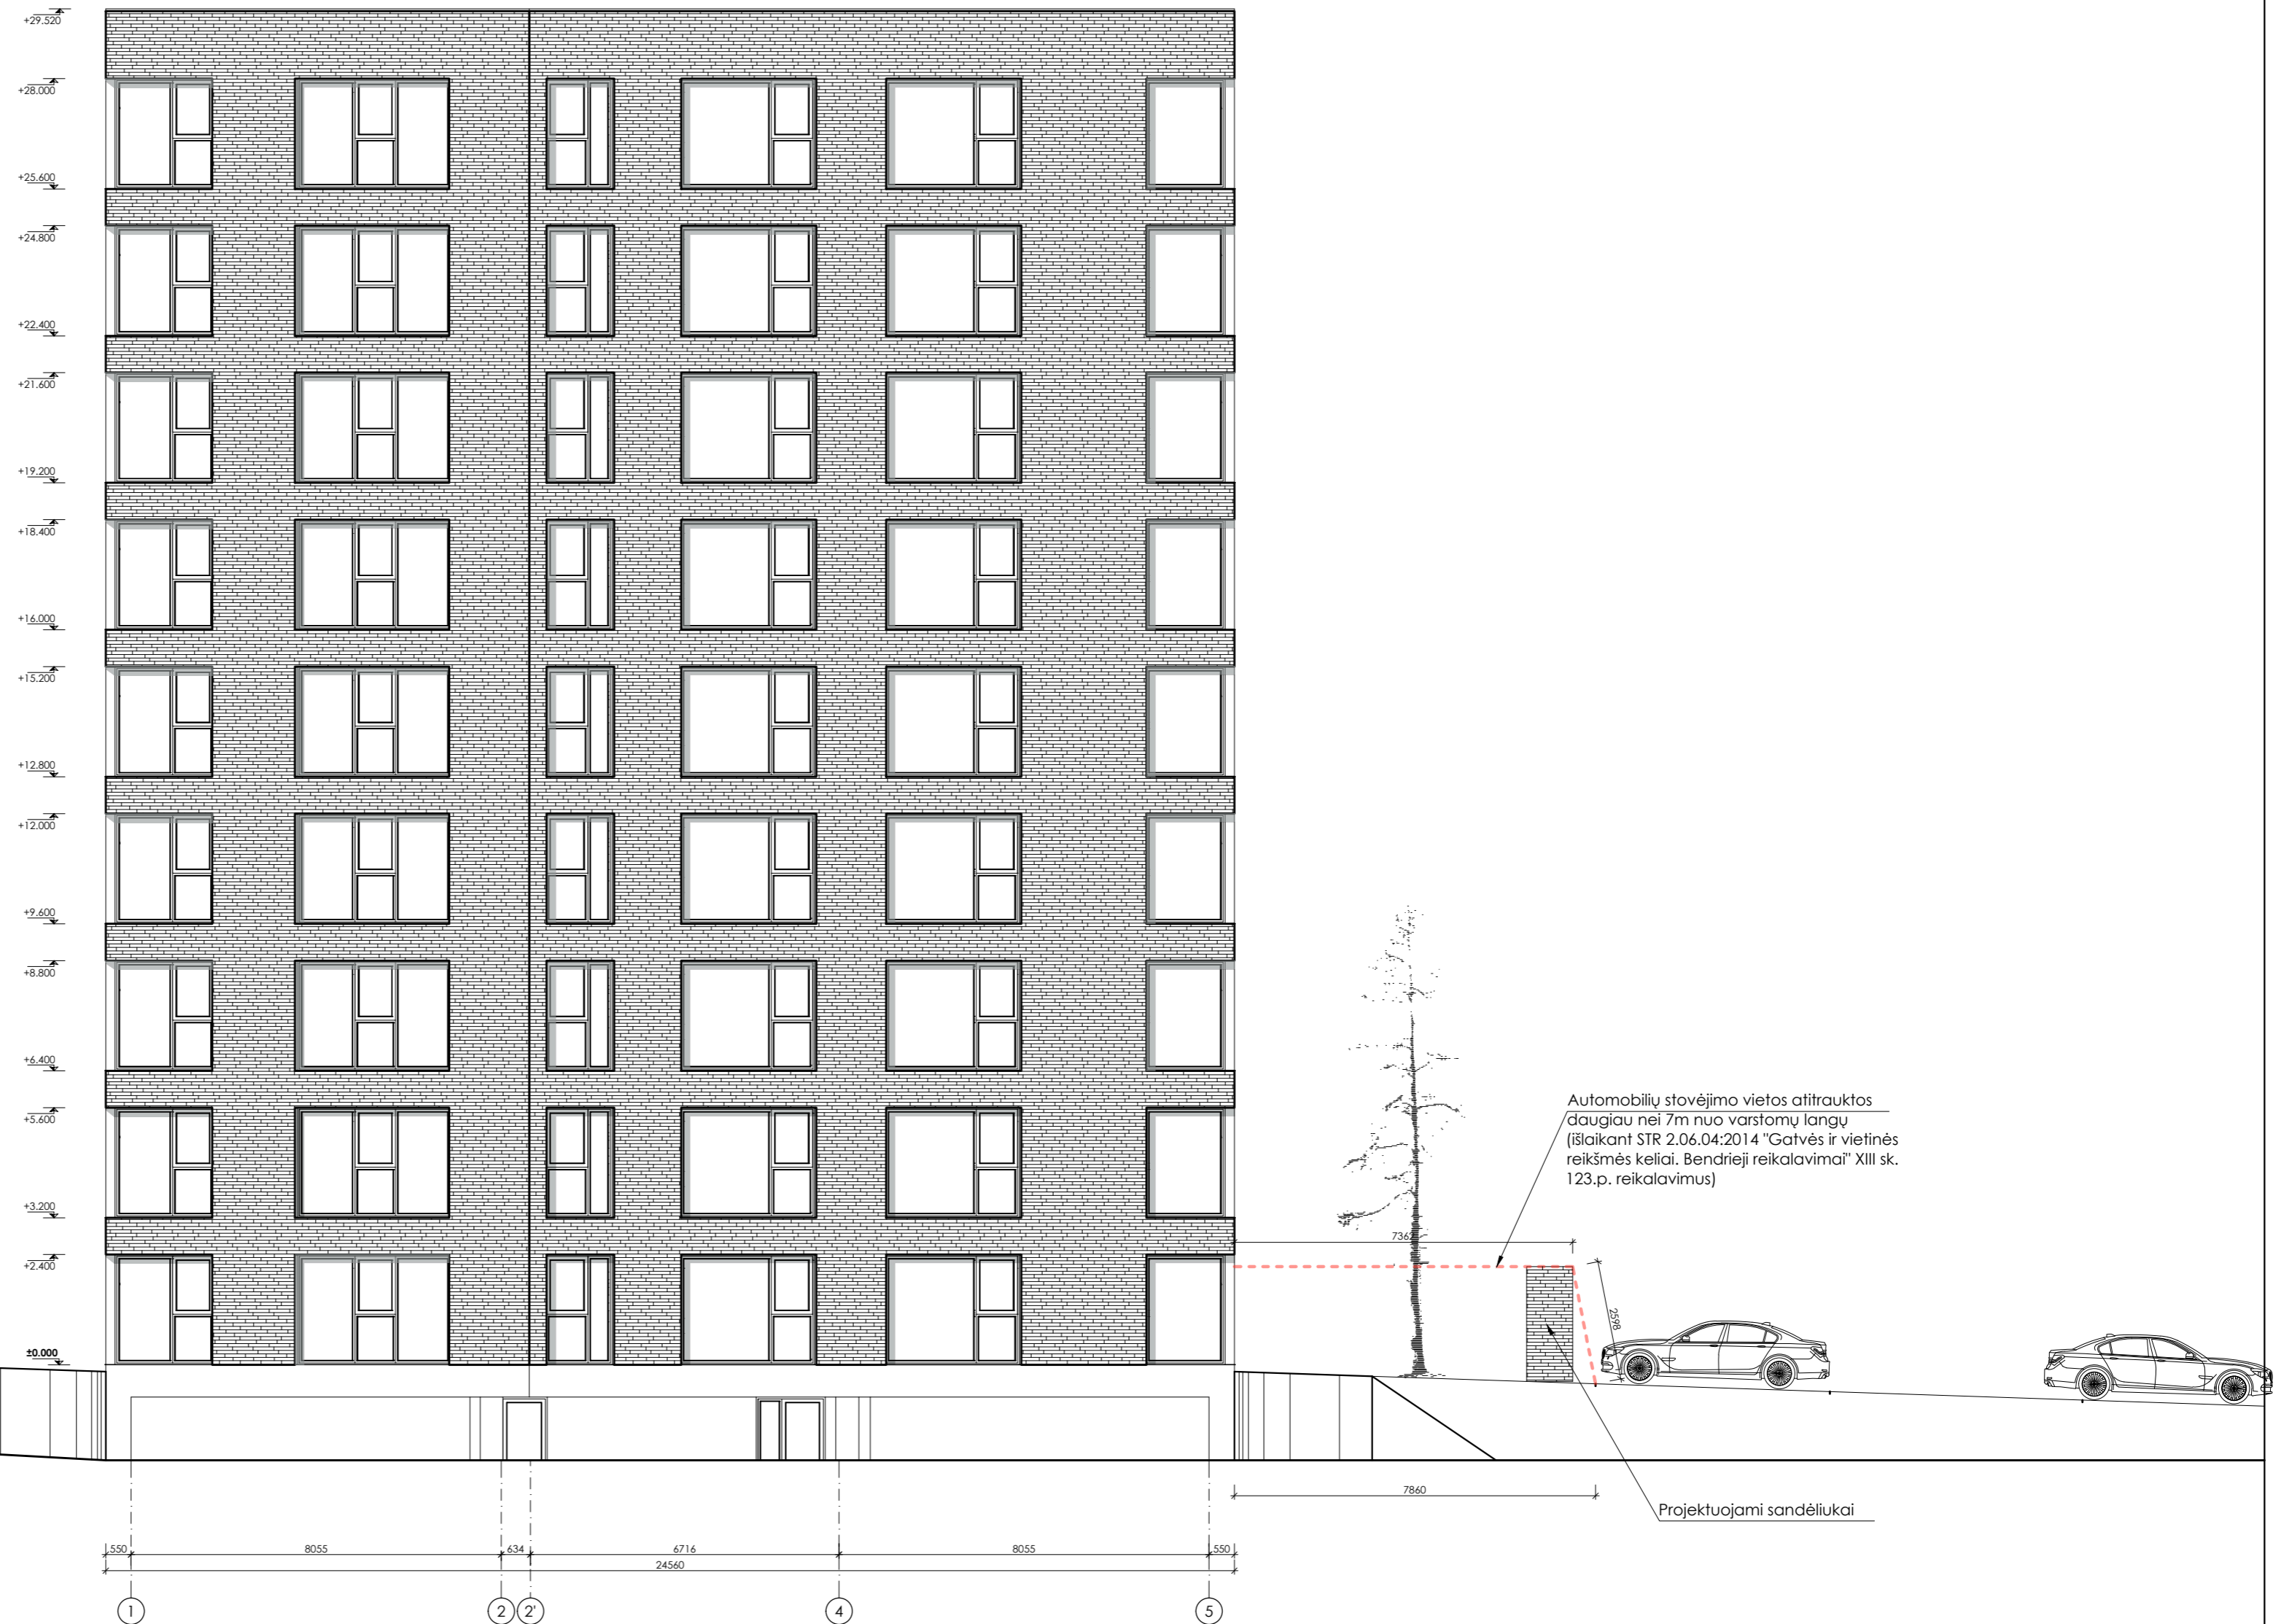 +29.520
+28.000
+25.600
+24.800
+22.400
+21.600
+19.200
+18.400
+16.000
+15.200
+12.800
+12.000
+9.600
+8.800
+6.400
+5.600
+3.200
+2.400
±0.000
Automobilių stovėjimo vietos atitrauktos
daugiau nei 7m nuo varstomų langų
(išlaikant STR 2.06.04:2014 "Gatvės ir vietinės
reikšmės keliai. Bendrieji reikalavimai" XIII sk.
123.p. reikalavimus)
2598
7860
Projektuojami sandėliukai
550 8055 634 6716 8055 550
24560
1 2 2' 4 5